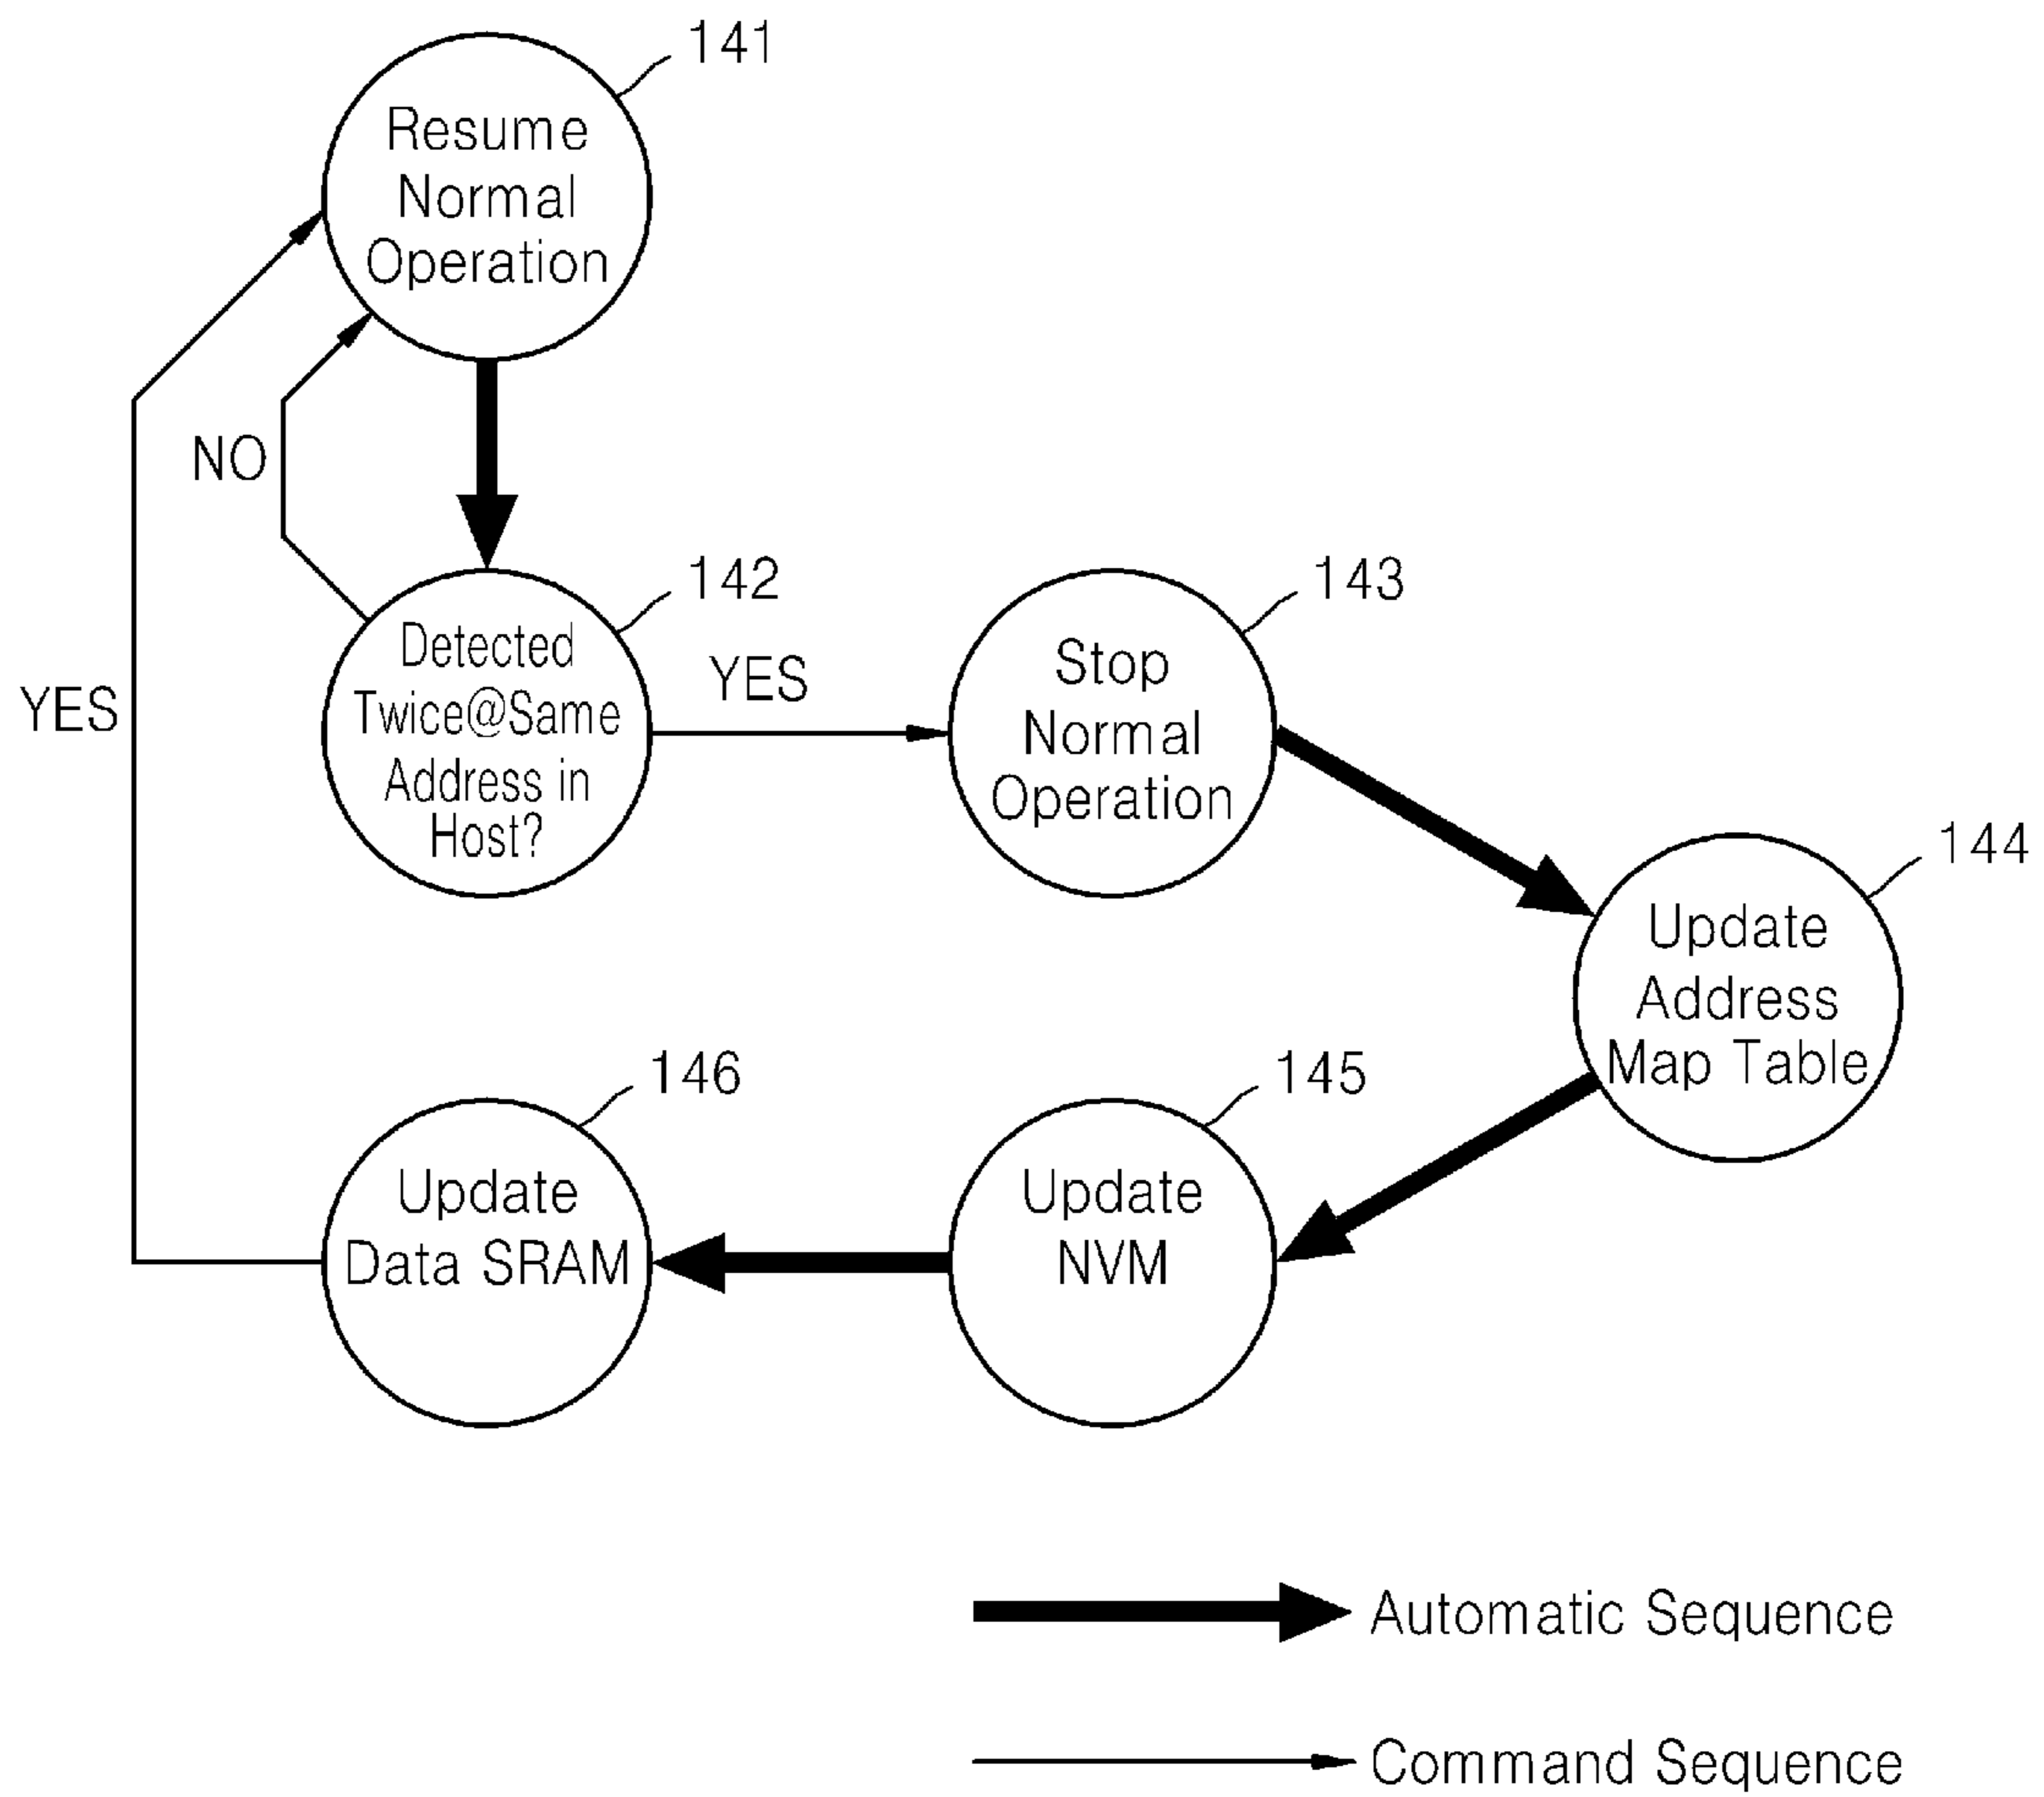 141
Resume
Normal
Operation
NO
142
Detected
Twice@Same
Address in
Host?
YES
143
Stop
Normal
Operation
YES
144
Update
Address
Map Table
146
Update
Data SRAM
145
Update
NVM
Automatic Sequence
Command Sequence